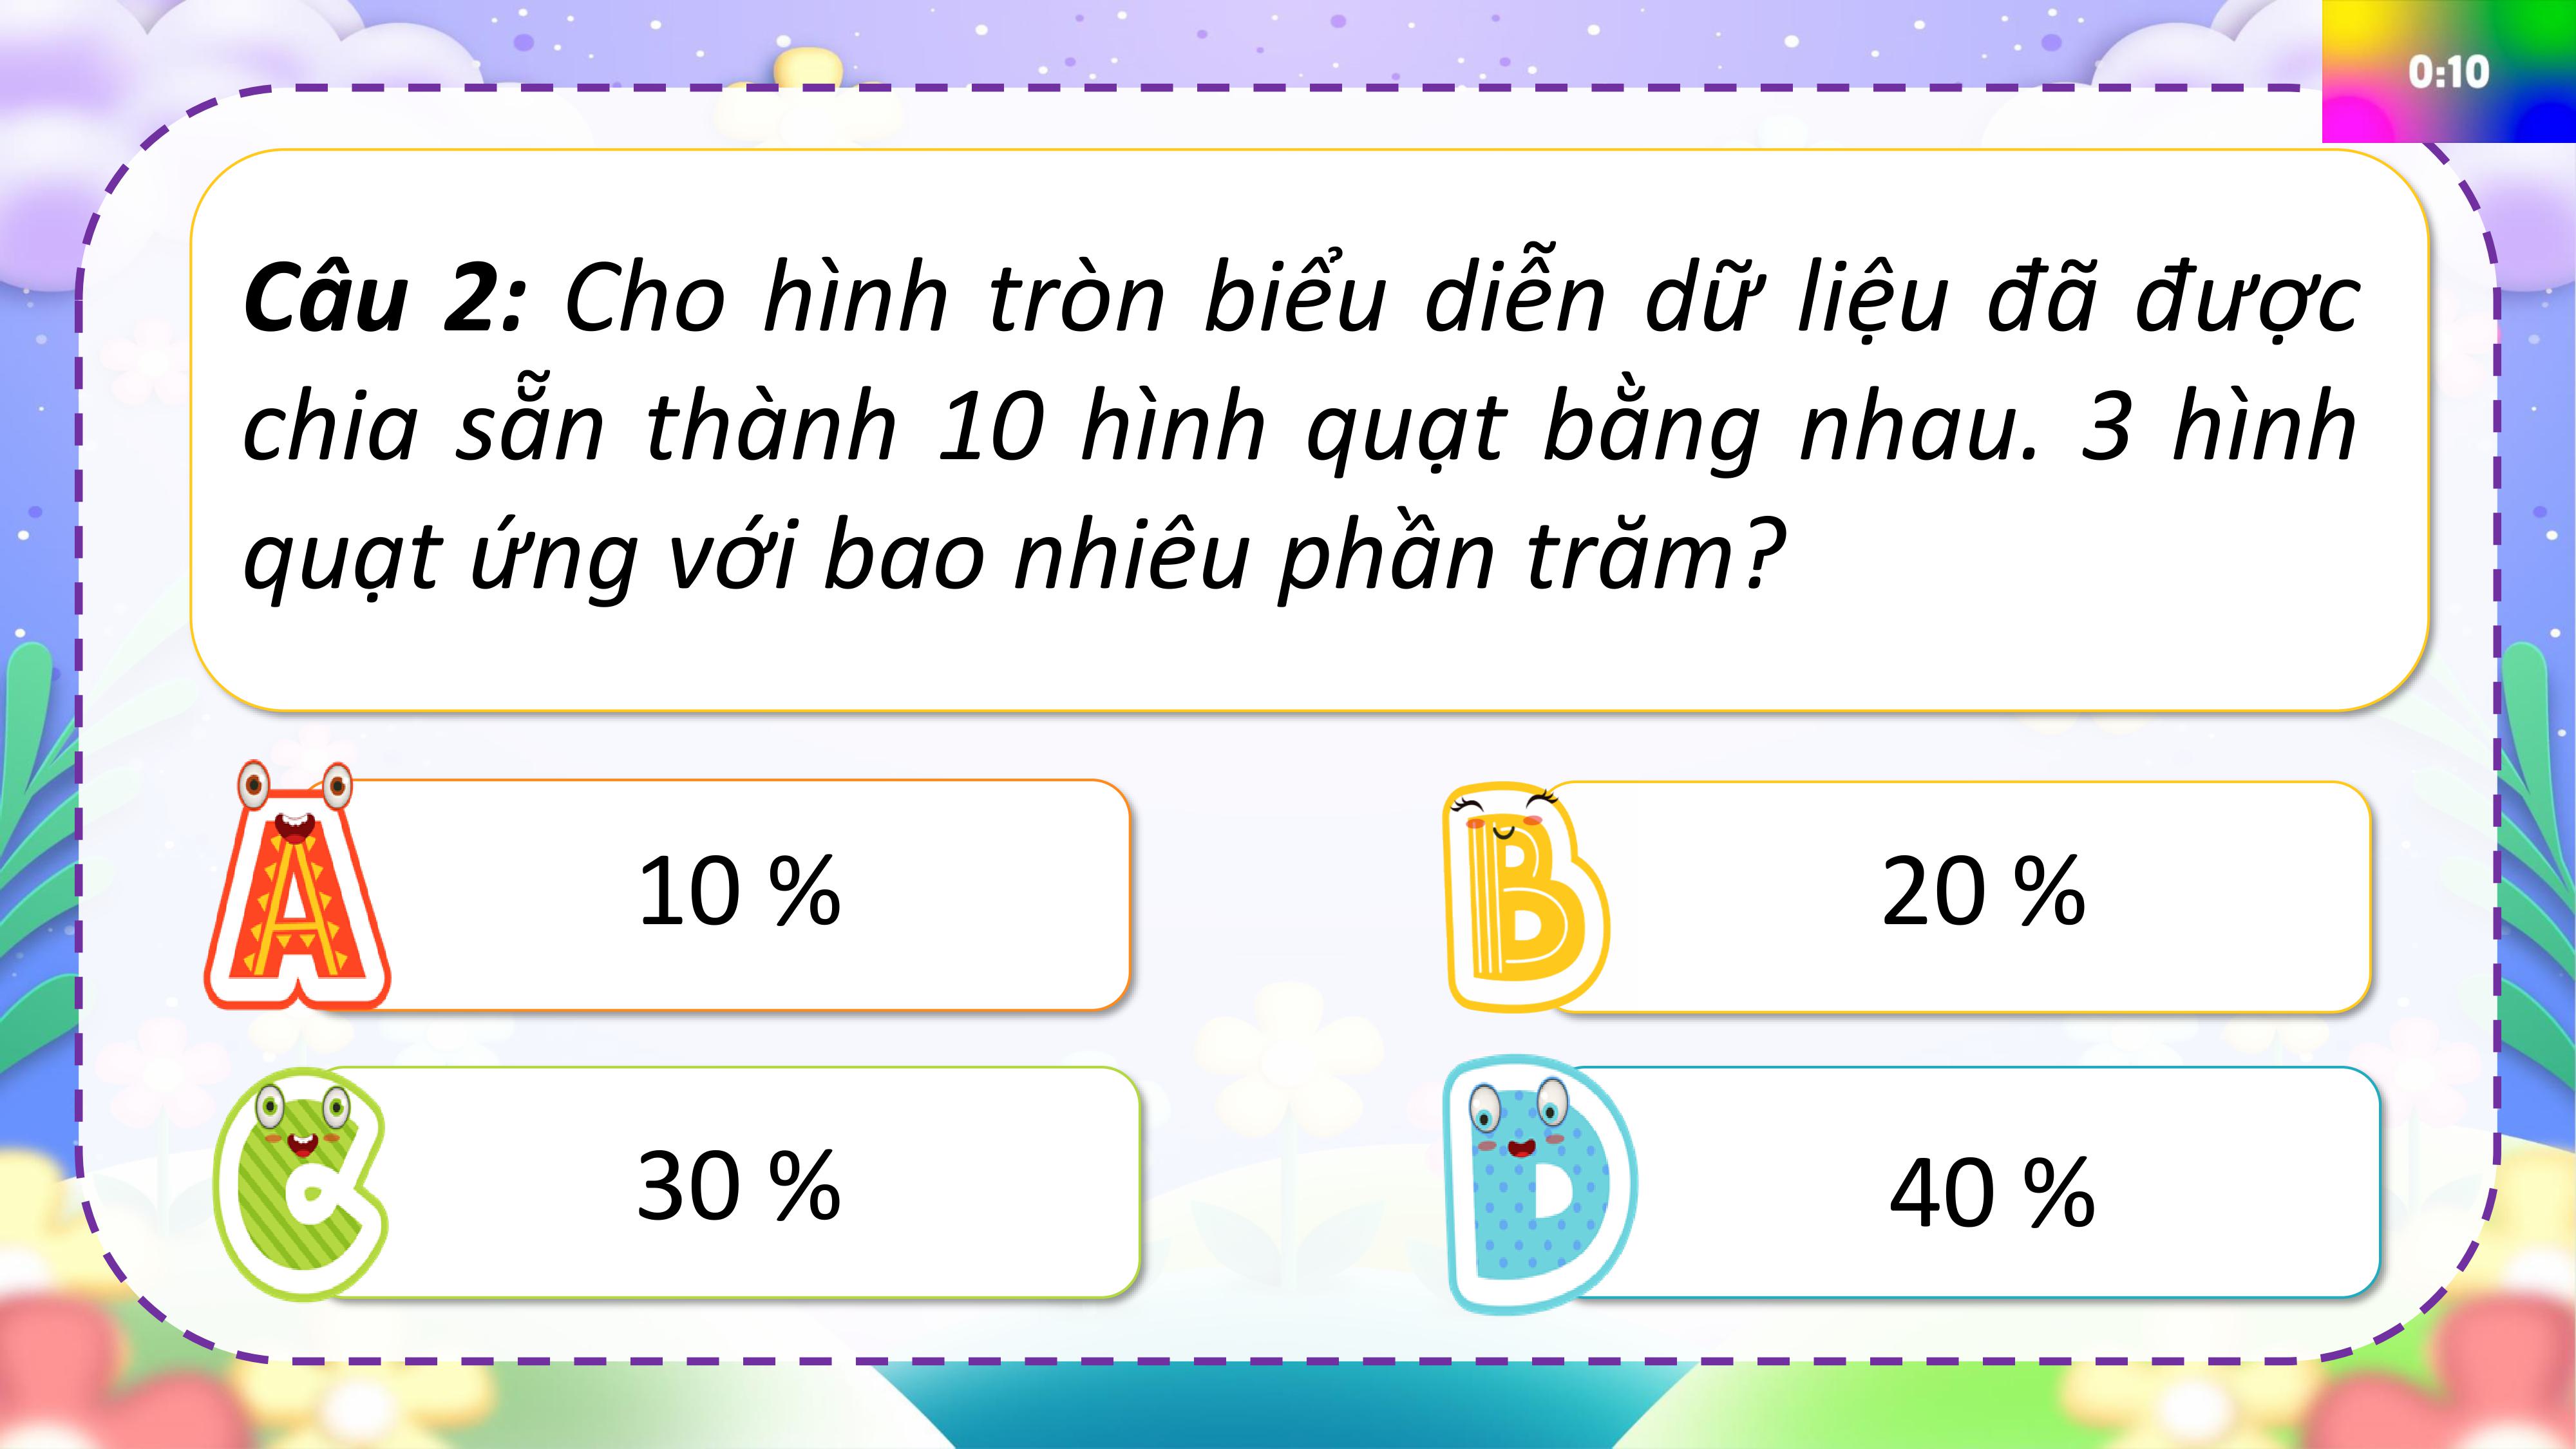 0:10
Câu 2: Cho hình tròn biểu diễn dữ liệu đã được
chia sẵn thành 10 hình quạt bằng nhau. 3 hình
quạt ứng với bao nhiêu phần trăm?
A 10 %
B 20 %
C 30 %
D 40 %